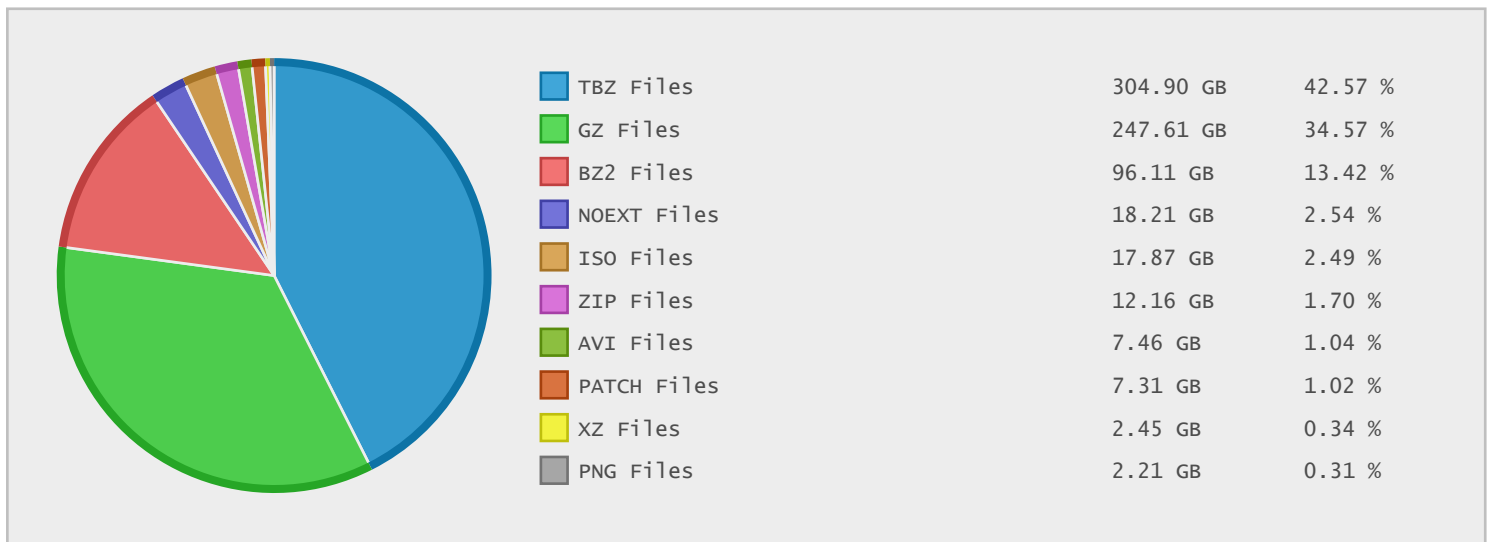 TBZ Files 304.90 GB 42.57 %
GZ Files 247.61 GB 34.57 %
BZ2 Files 96.11 GB 13.42 %
NOEXT Files 18.21 GB 2.54 %
ISO Files 17.87 GB 2.49 %
ZIP Files 12.16 GB 1.70 %
AVI Files 7.46 GB 1.04 %
PATCH Files 7.31 GB 1.02 %
XZ Files 2.45 GB 0.34 %
PNG Files 2.21 GB 0.31 %